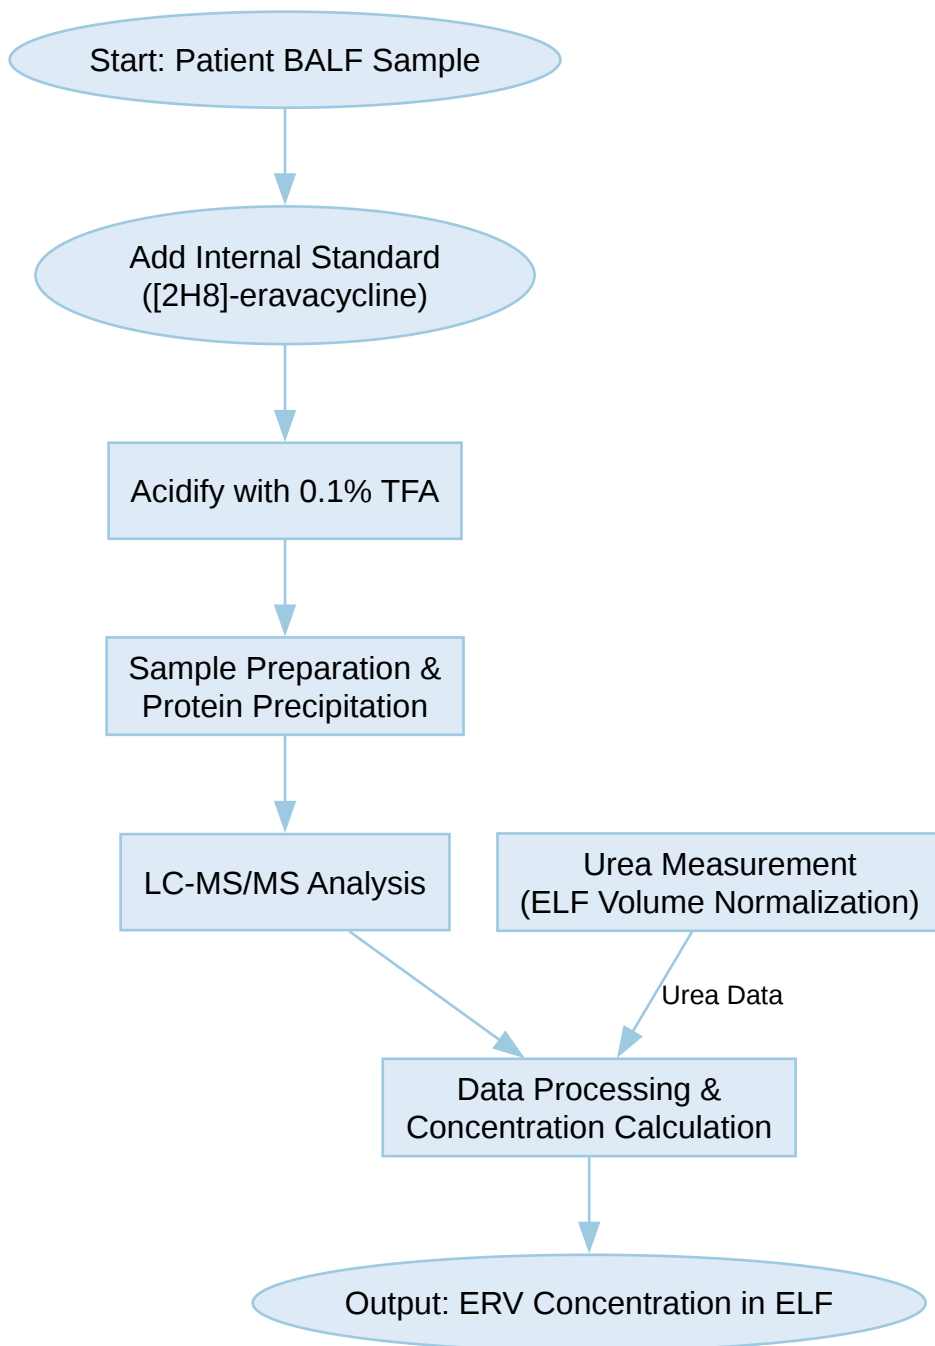 Start: Patient BALF Sample
Add Internal Standard
([2H8]-eravacycline)
Acidify with 0.1% TFA
Sample Preparation &
Protein Precipitation
LC-MS/MS Analysis
Urea Measurement
(ELF Volume Normalization)
Urea Data
Data Processing &
Concentration Calculation
Output: ERV Concentration in ELF